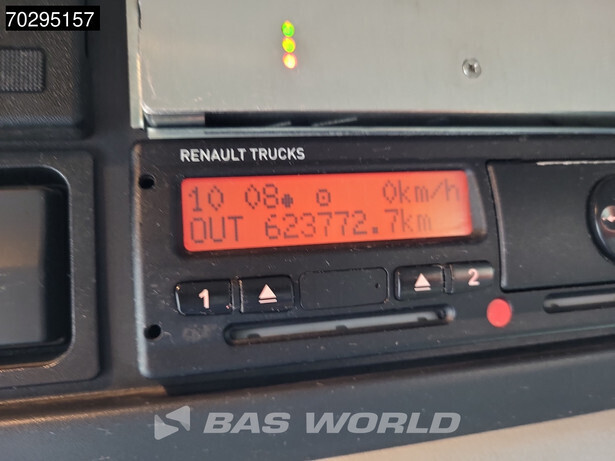 70295157
RENAULT TRUCKS
10 08 0km/h
OUT 623772.7km
1 2
BAS WORLD